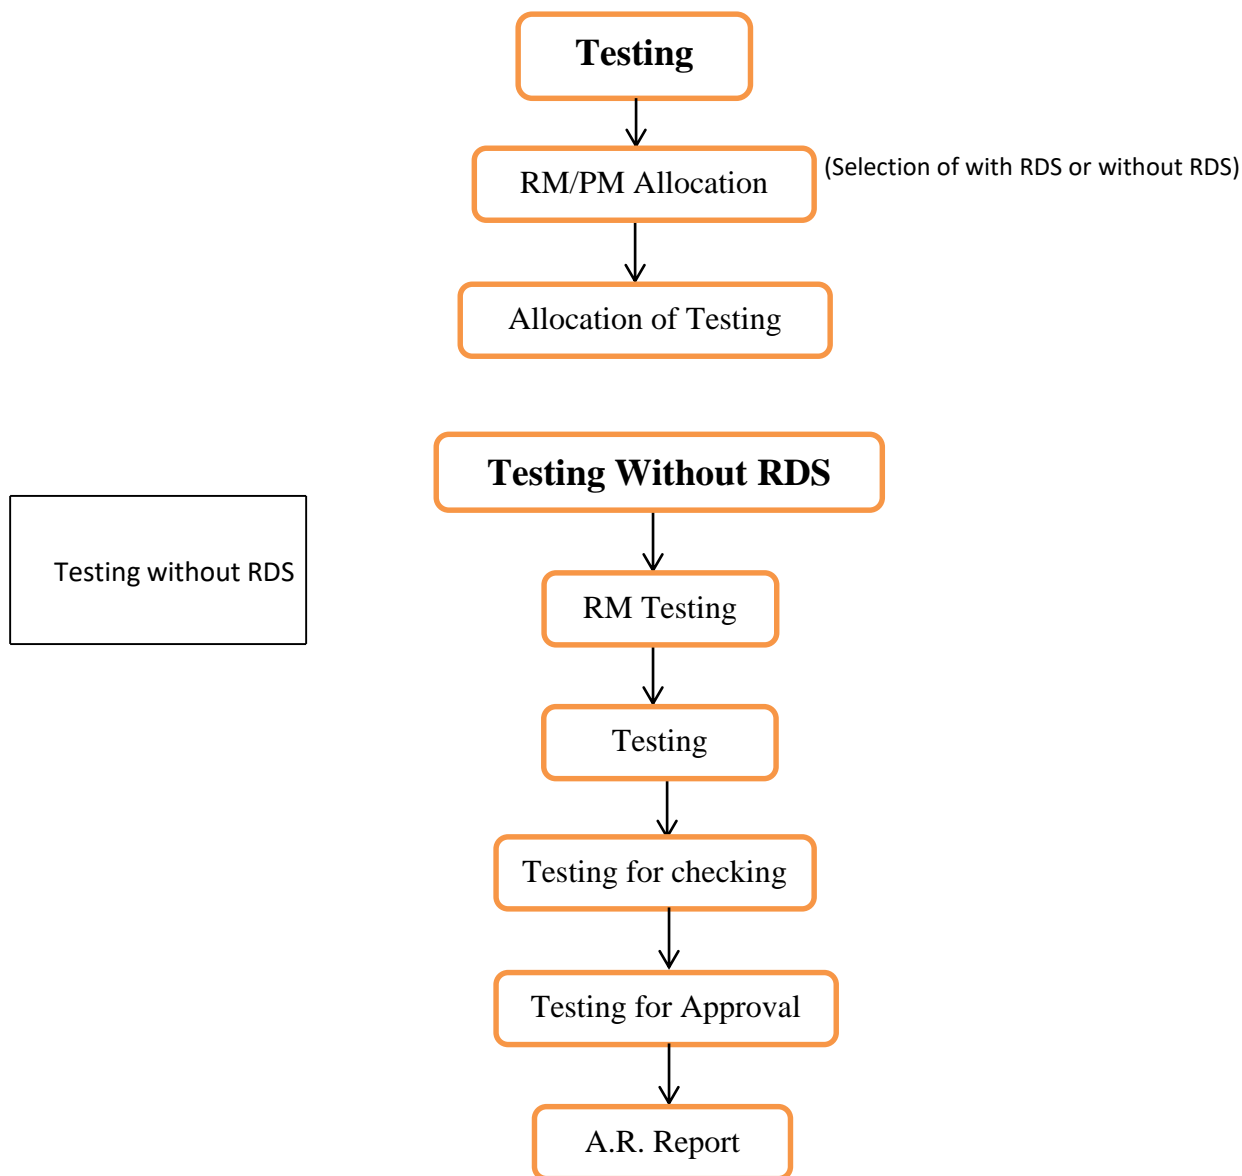 Testing
RM/PM Allocation
(Selection of with RDS or without RDS)
Allocation of Testing
Testing Without RDS
Testing without RDS
RM Testing
Testing
Testing for checking
Testing for Approval
A.R. Report